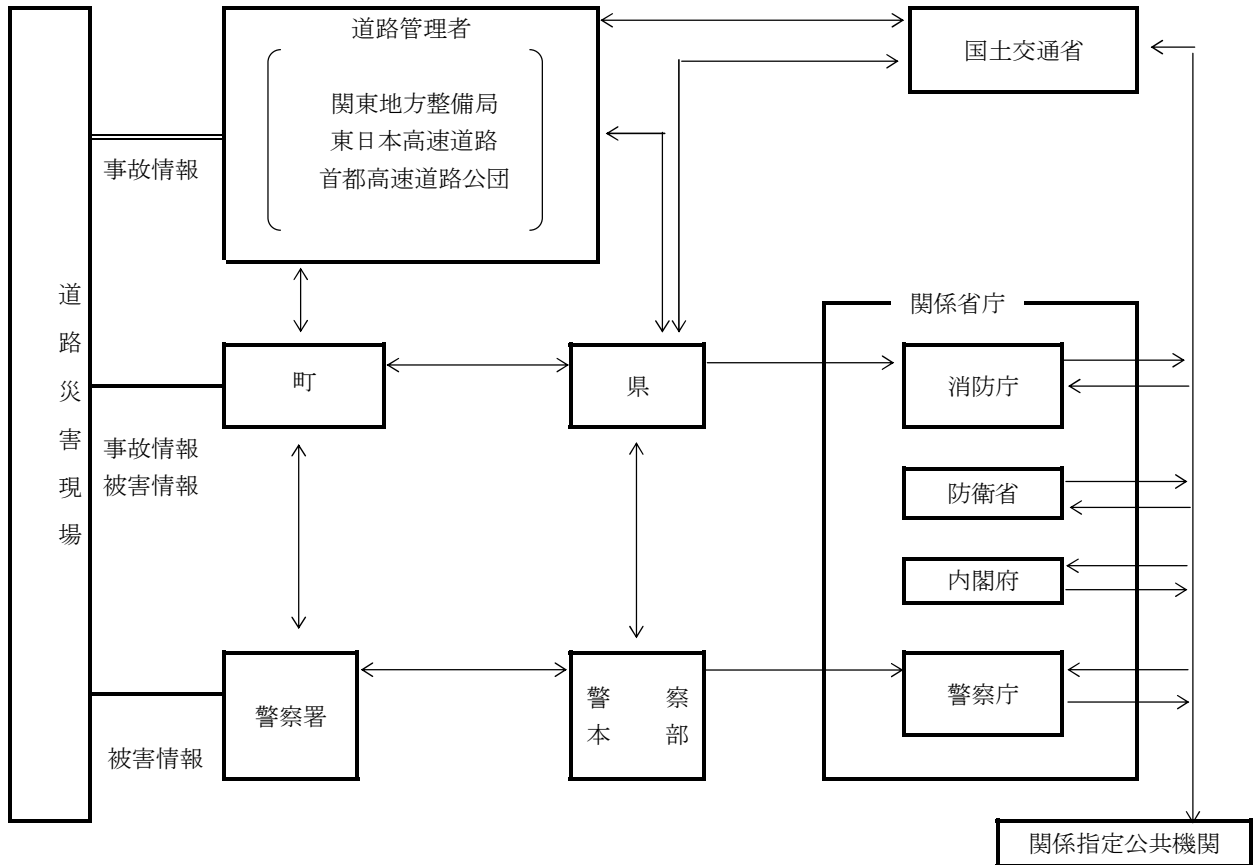 道路管理者
国土交通省
関東地方整備局
東日本高速道路
首都高速道路公団
事故情報
道路災害現場
関係省庁
町
県
消防庁
事故情報
被害情報
防衛省
内閣府
警察署
警察
本部
警察庁
被害情報
関係指定公共機関